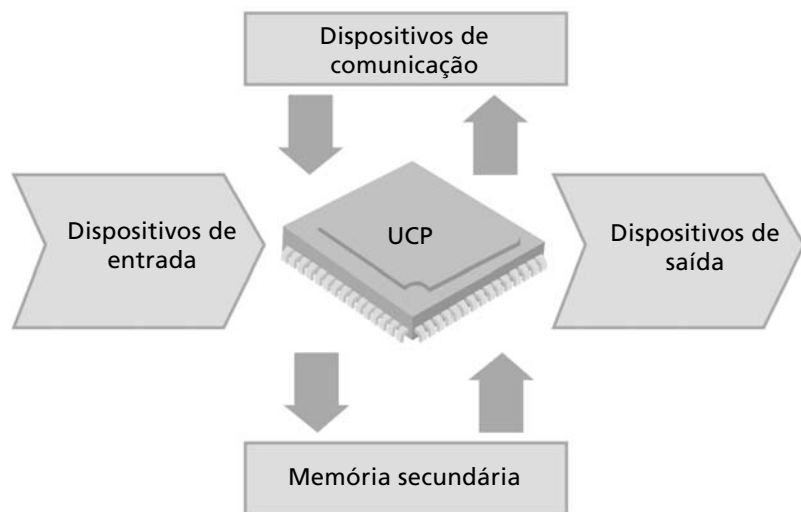 Dispositivos de
comunicação
Dispositivos de
entrada
UCP
Dispositivos de
saída
Memória secundária